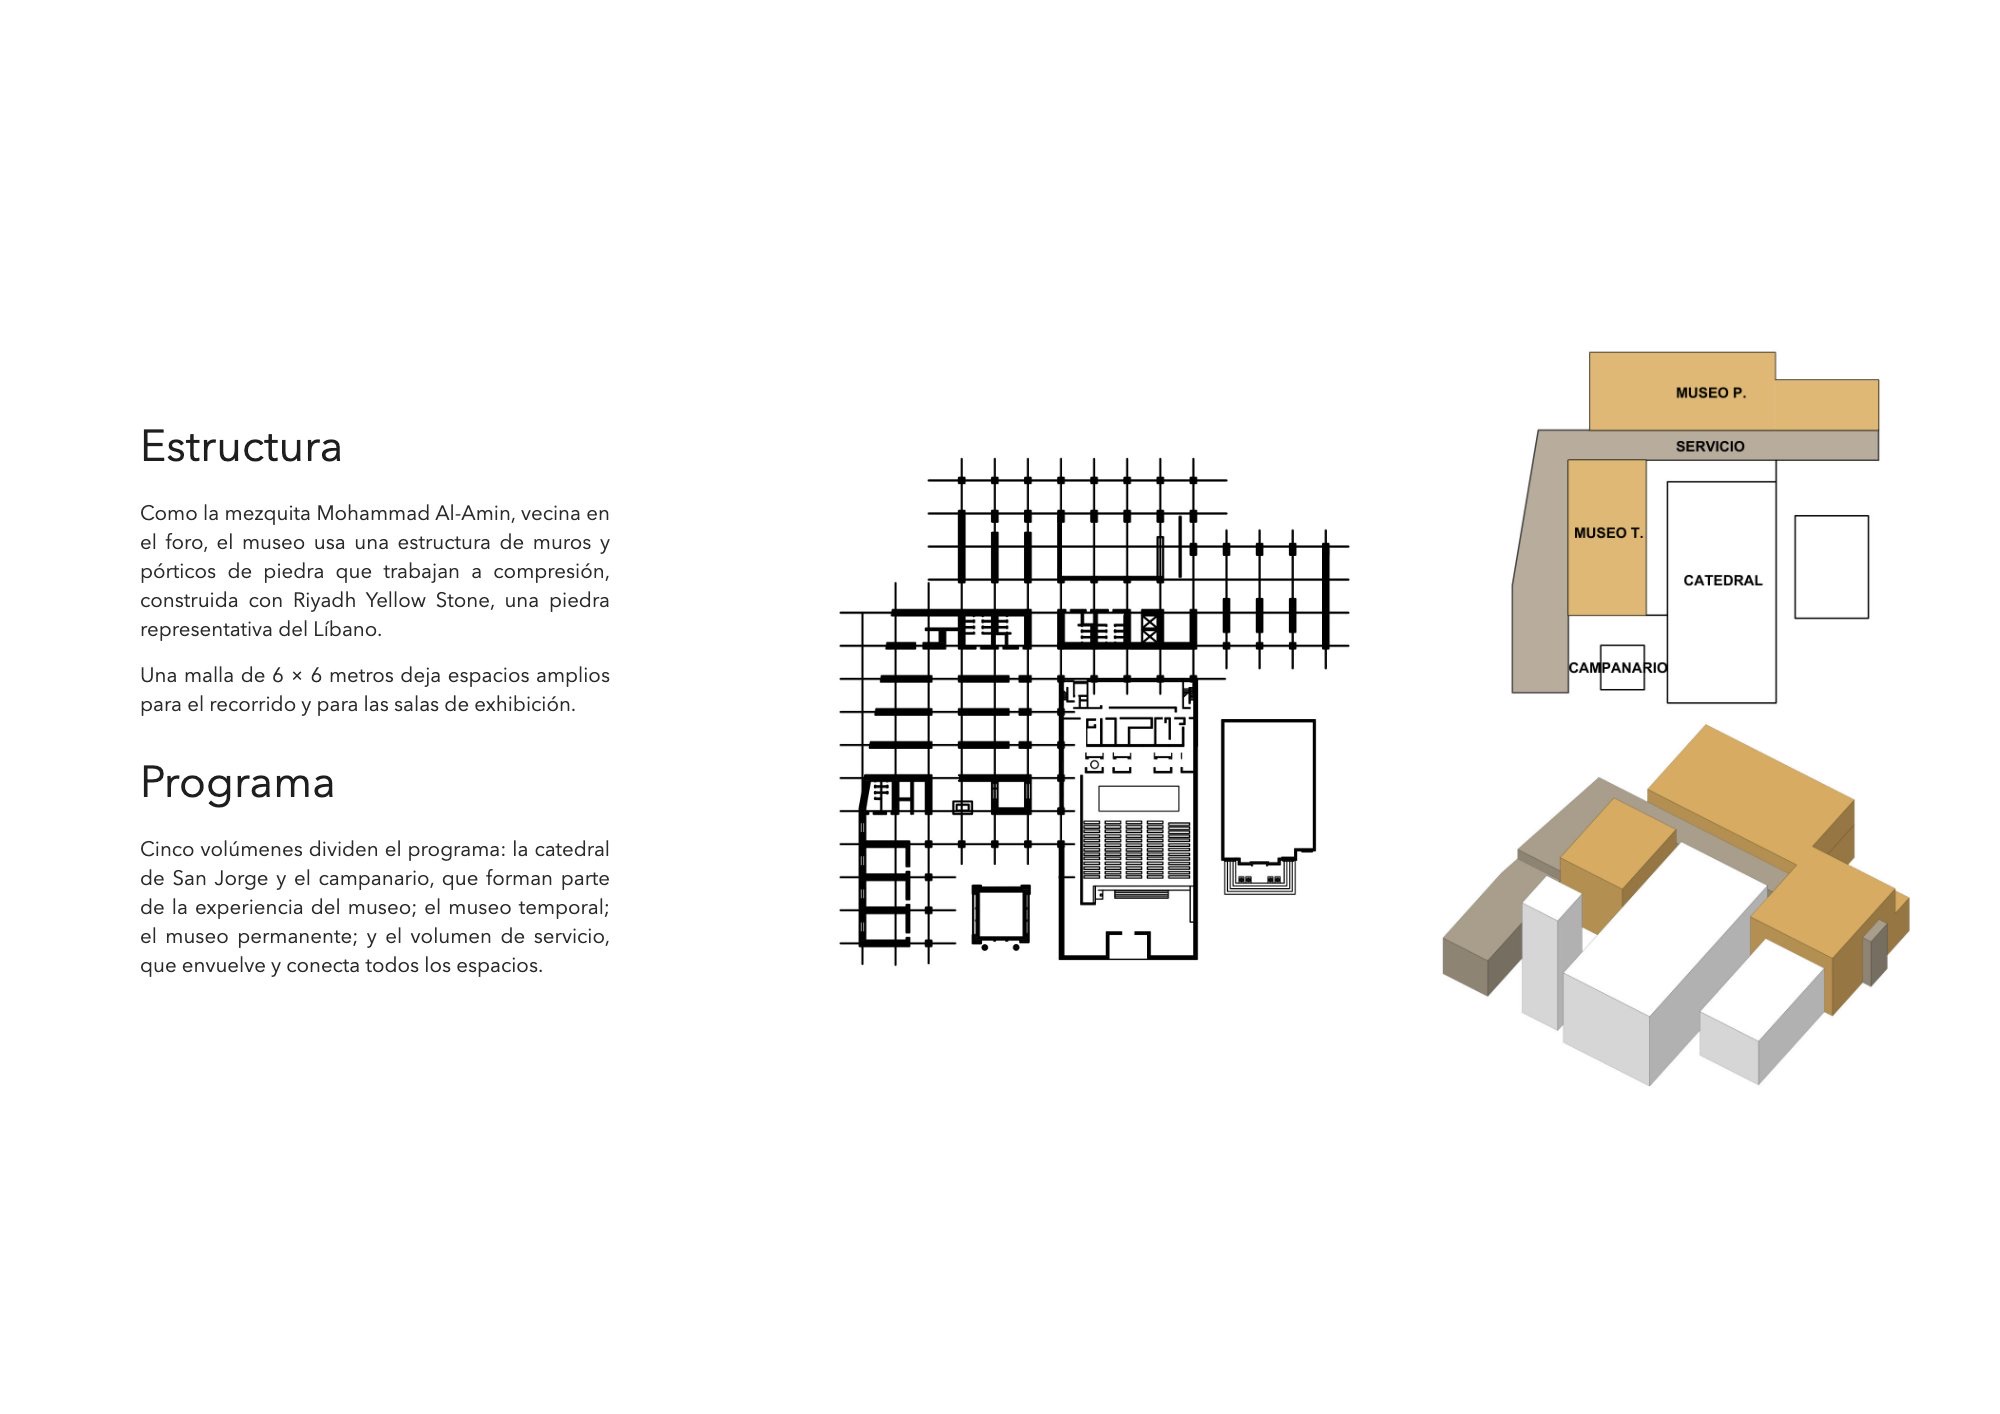 Estructura
Como la mezquita Mohammad Al-Amin, vecina en
el foro, el museo usa una estructura de muros y
pórticos de piedra que trabajan a compresión,
construida con Riyadh Yellow Stone, una piedra
representativa del Líbano.
Una malla de 6 × 6 metros deja espacios amplios
para el recorrido y para las salas de exhibición.
Programa
Cinco volúmenes dividen el programa: la catedral
de San Jorge y el campanario, que forman parte
de la experiencia del museo; el museo temporal;
el museo permanente; y el volumen de servicio,
que envuelve y conecta todos los espacios.
MUSEO P.
SERVICIO
MUSEO T.
CATEDRAL
CAMPANARIO